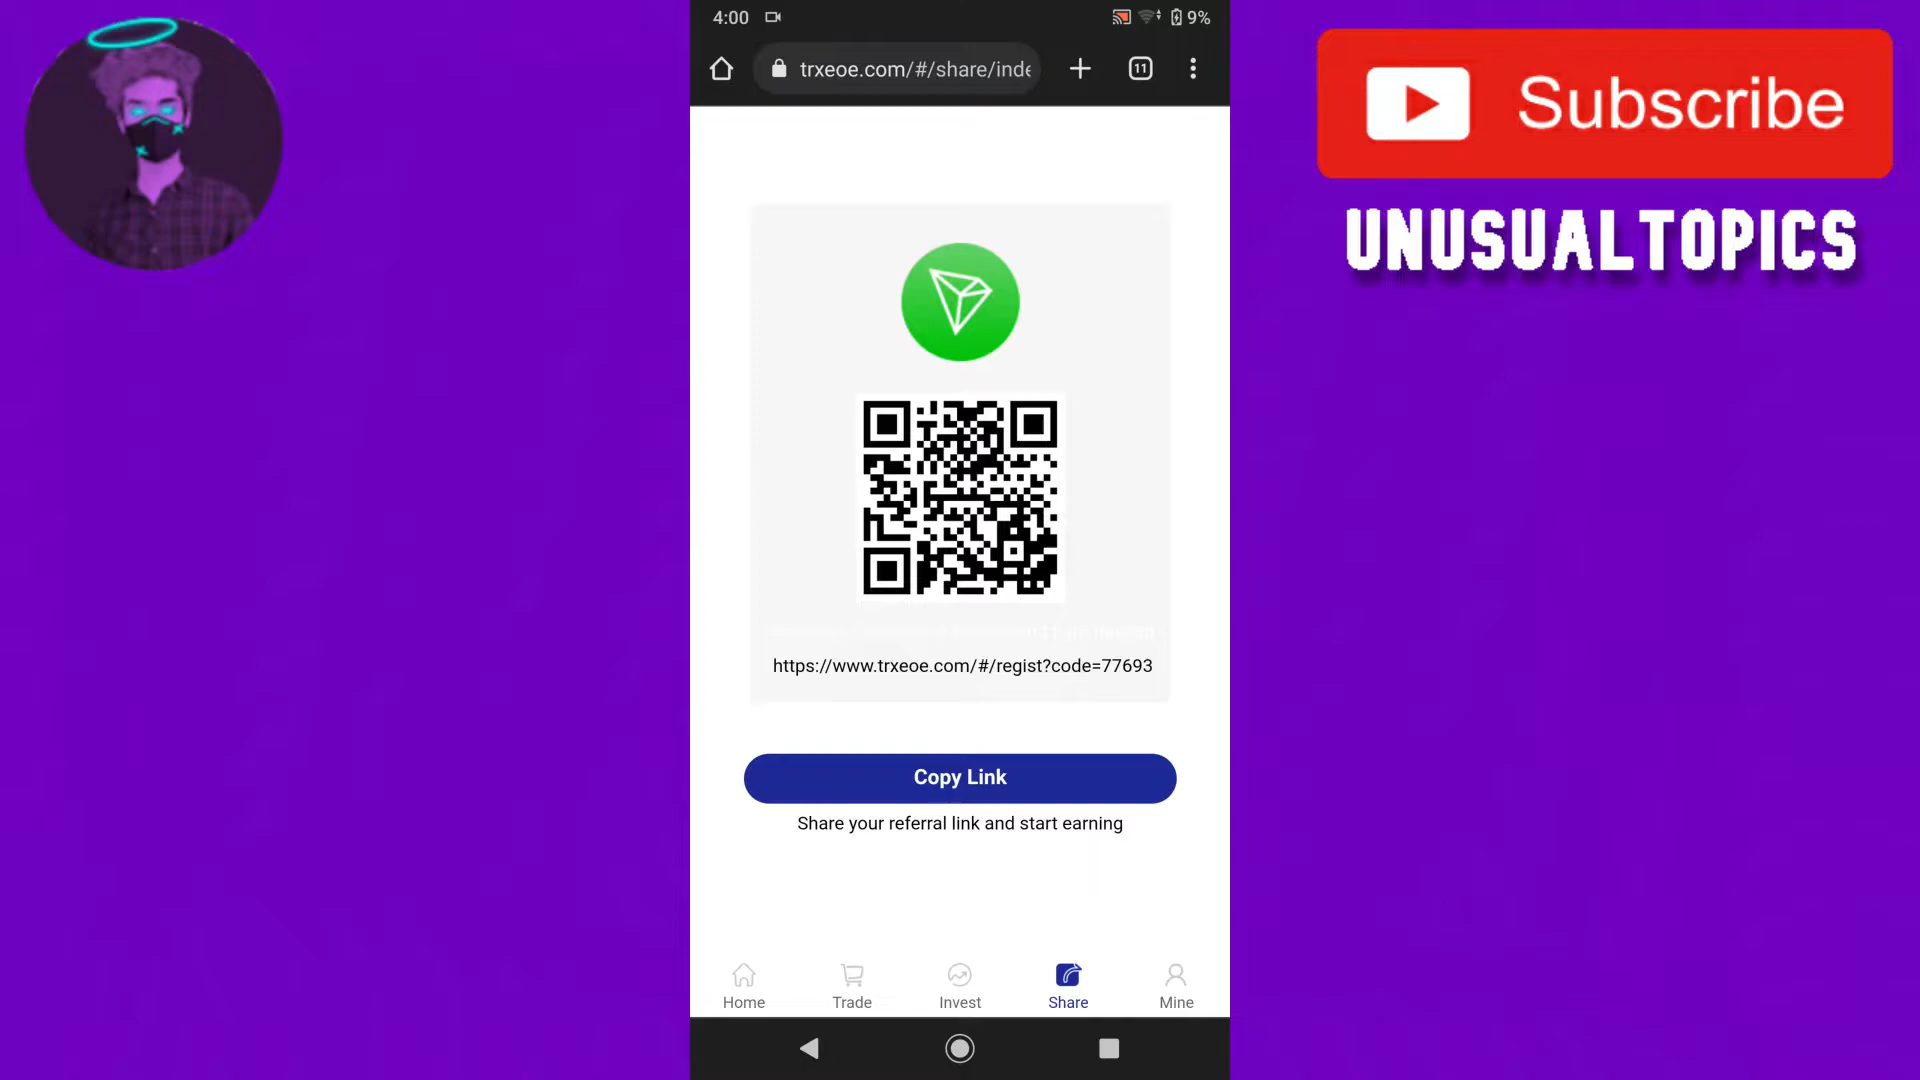 4:00
9%
trxeoe.com/#/share/inde
11
Subscribe
UNUSUALTOPICS
https://www.trxeoe.com/#/regist?code=77693
Copy Link
Share your referral link and start earning
Home
Trade
Invest
Share
Mine